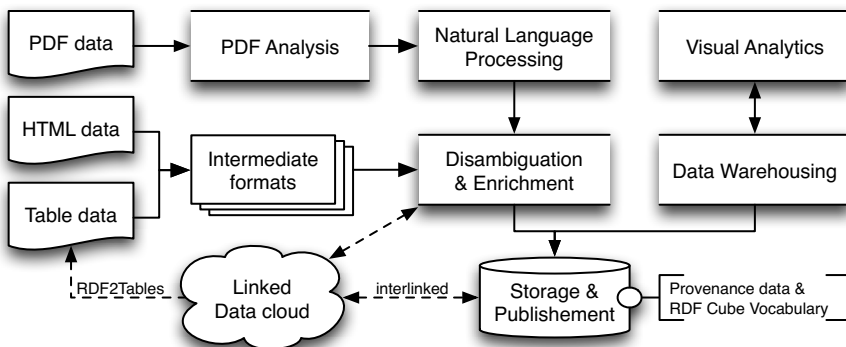 PDF data
PDF Analysis
Natural Language
Processing
Visual Analytics
HTML data
Table data
Intermediate
formats
Disambiguation
& Enrichment
Data Warehousing
RDF2Tables
Linked
Data cloud
interlinked
Storage &
Publishement
Provenance data &
RDF Cube Vocabulary